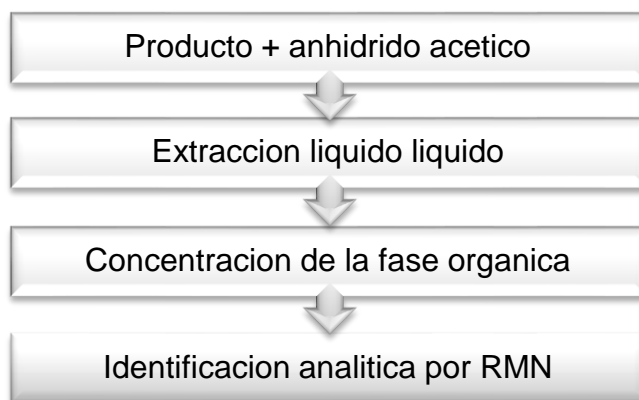 Producto + anhidrido acetico
Extraccion liquido liquido
Concentracion de la fase organica
Identificacion analitica por RMN